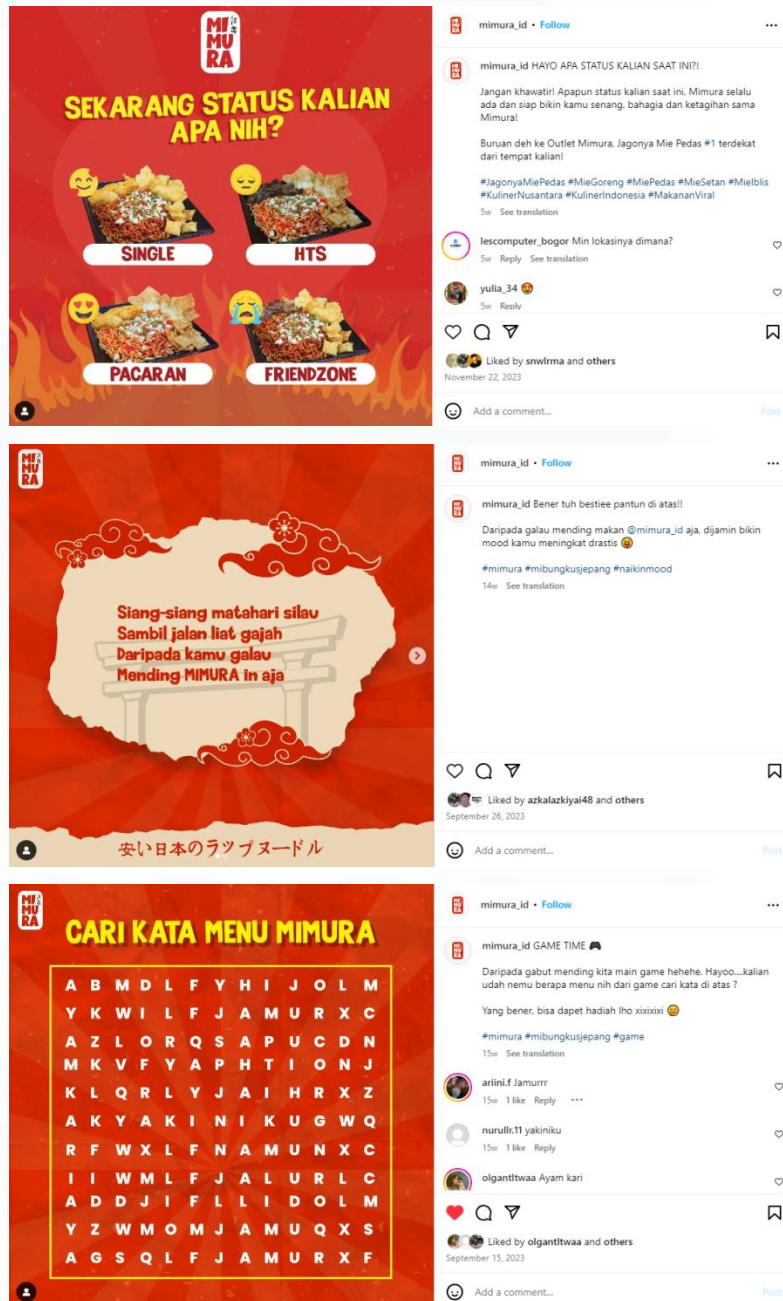 MI
MU
RA
SEKARANG STATUS KALIAN
APA NIH?
SINGLE
HTS
PACARAN
FRIENDZONE
mimura_id • Follow
mimura_id HAYO APA STATUS KALIAN SAAT INI?!
Jangan khawatir! Apapun status kalian saat ini, Mimura selalu
ada dan siap bikin kamu senang, bahagia dan ketagihan sama
Mimura!
Buruan deh ke Outlet Mimura, Jagonya Mie Pedas #1 terdekat
dari tempat kalian!
#JagonyaMiePedas #MieGoreng #MiePedas #MieSetan #MieIblis
#KulinerNusantara #KulinerIndonesia #MakananViral
5w See translation
lescomputer_bogor Min lokasinya dimana?
5w Reply See translation
yulia_34 🤩
5w Reply
Liked by snwlrma and others
November 22, 2023
Add a comment...
Post
MI
MU
RA
Siang-siang matahari silau
Sambil jalan liat gajah
Daripada kamu galau
Mending MIMURA in aja
安い日本のラップヌードル
mimura_id • Follow
mimura_id Bener tuh bestiee pantun di atas!!
Daripada galau mending makan @mimura_id aja, dijamin bikin
mood kamu meningkat drastis 😝
#mimura #mibungkusjepang #naikinmood
14w See translation
Liked by azkalazkiyai48 and others
September 26, 2023
Add a comment...
Post
MI
MU
RA
CARI KATA MENU MIMURA
A B M D L F Y H I J O L M
Y K W I L F J A M U R X C
A Z L O R Q S A P U C D N
M K V F Y A P H T I O N J
K L Q R L Y J A I H R X Z
A K Y A K I N I K U G W Q
R F W X L F N A M U N X C
I I W M L F J A L U R L C
A D D J I F L L I D O L M
Y Z W M O M J A M U Q X S
A G S Q L F J A M U R X F
mimura_id • Follow
mimura_id GAME TIME 🎮
Daripada gabut mending kita main game hehehe. Hayoo....kalian
udah nemu berapa menu nih dari game cari kata di atas ?
Yang bener, bisa dapet hadiah lho xixixixi 😄
#mimura #mibungkusjepang #game
15w See translation
ariini.f Jamurrr
15w 1 like Reply
nurullr.11 yakiniku
15w 1 like Reply
olgantltwaa Ayam kari
Liked by olgantltwaa and others
September 15, 2023
Add a comment...
Post